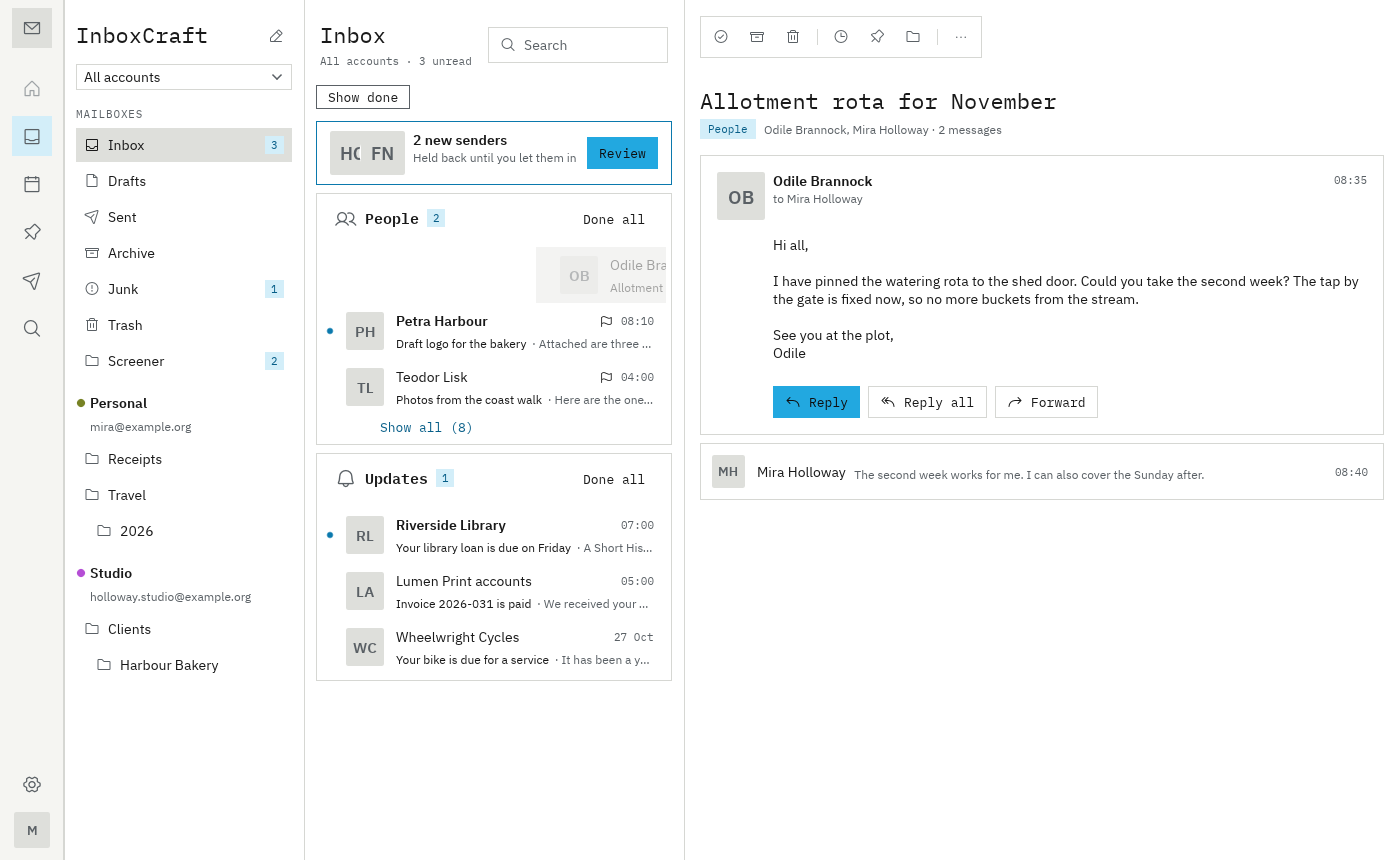 InboxCraft
All accounts
MAILBOXES
Inbox 3
Drafts
Sent
Archive
Junk 1
Trash
Screener 2
Personal
mira@example.org
Receipts
Travel
2026
Studio
holloway.studio@example.org
Clients
Harbour Bakery
M
Inbox
All accounts · 3 unread
Search
Show done
HC FN
2 new senders
Held back until you let them in
Review
People 2 Done all
OB
Odile Bra
Allotment
PH
Petra Harbour 08:10
Draft logo for the bakery · Attached are three …
TL
Teodor Lisk 04:00
Photos from the coast walk · Here are the one…
Show all (8)
Updates 1 Done all
RL
Riverside Library 07:00
Your library loan is due on Friday · A Short His…
LA
Lumen Print accounts 05:00
Invoice 2026-031 is paid · We received your …
WC
Wheelwright Cycles 27 Oct
Your bike is due for a service · It has been a y…
Allotment rota for November
People Odile Brannock, Mira Holloway · 2 messages
OB
Odile Brannock 08:35
to Mira Holloway
Hi all,
I have pinned the watering rota to the shed door. Could you take the second week? The tap by
the gate is fixed now, so no more buckets from the stream.
See you at the plot,
Odile
Reply Reply all Forward
MH Mira Holloway The second week works for me. I can also cover the Sunday after. 08:40